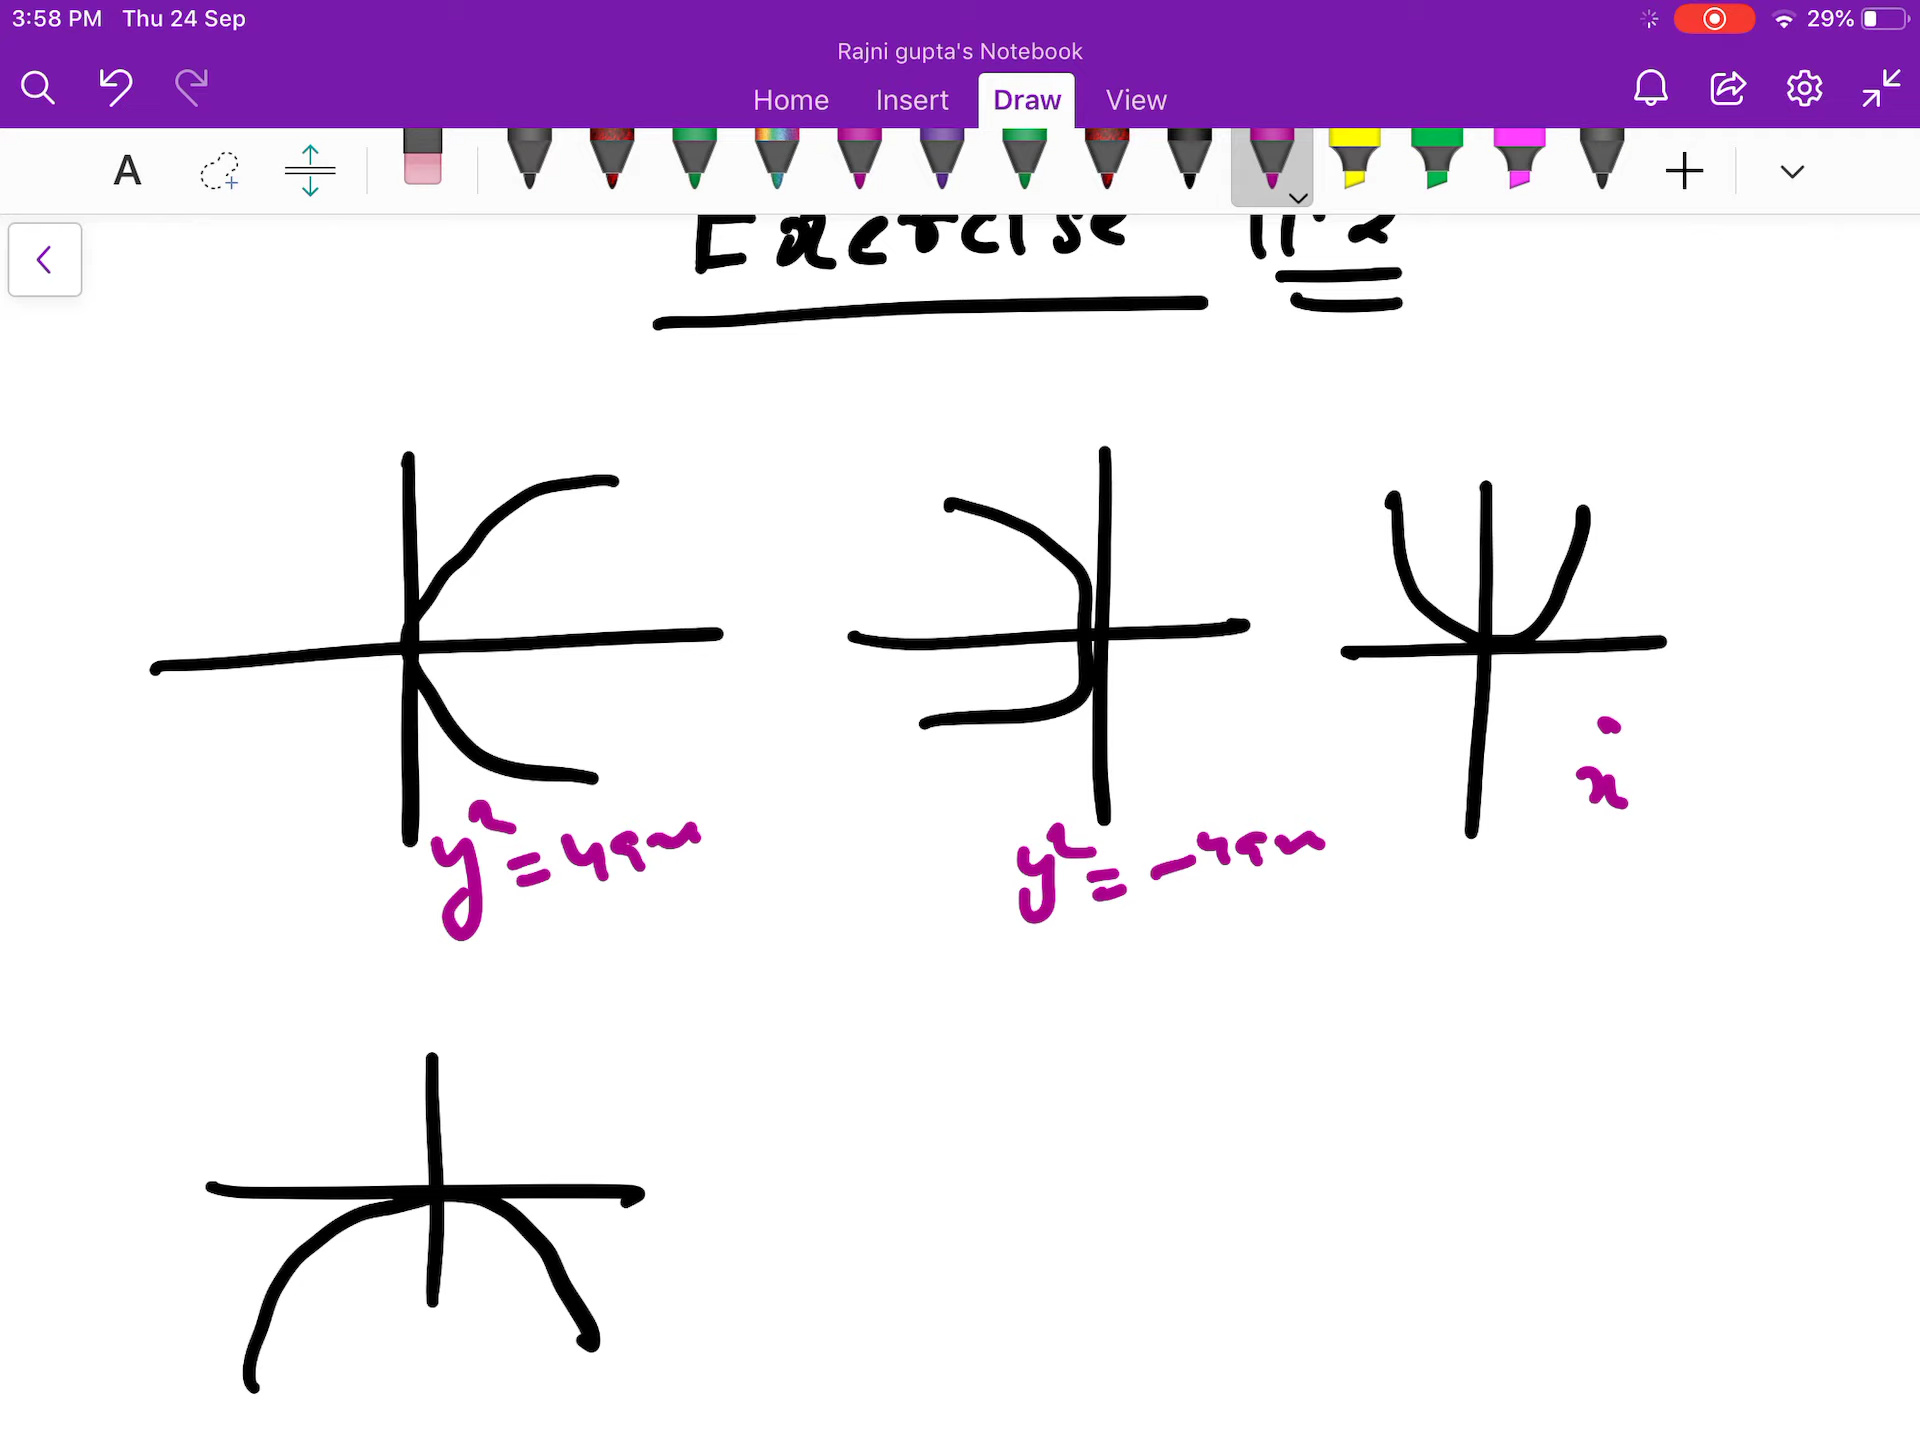 3:58 PM Thu 24 Sep
29%
Rajni gupta's Notebook
Home Insert Draw View
A
Exercise 11.2
y² = 4ax
y² = -4ax
x